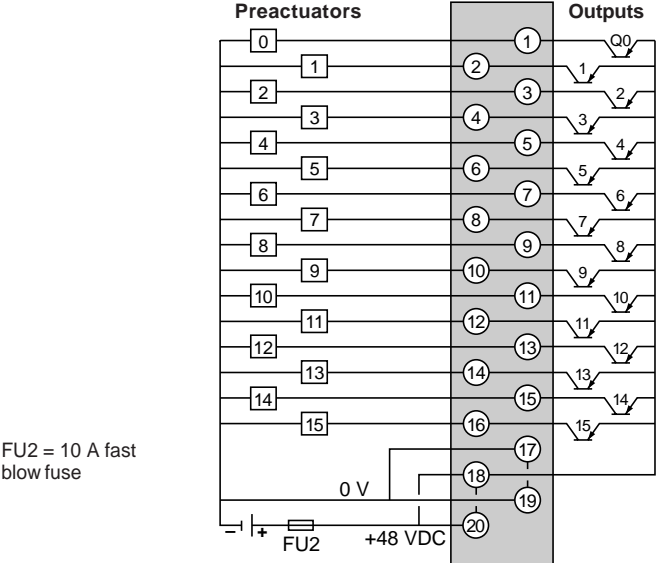 Preactuators Outputs
0 1 Q0
1 2 1
2 3 2
3 4 3
4 5 4
5 6 5
6 7 6
7 8 7
8 9 8
9 10 9
10 11 10
11 12 11
12 13 12
13 14 13
14 15 14
15 16 15
FU2 = 10 A fast
blow fuse
17
18
0 V 19
– + FU2 +48 VDC 20